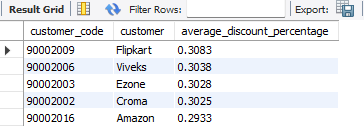 Result Grid Filter Rows: Export:
customer_code customer average_discount_percentage
90002009 Flipkart 0.3083
90002006 Viveks 0.3038
90002003 Ezone 0.3028
90002002 Croma 0.3025
90002016 Amazon 0.2933